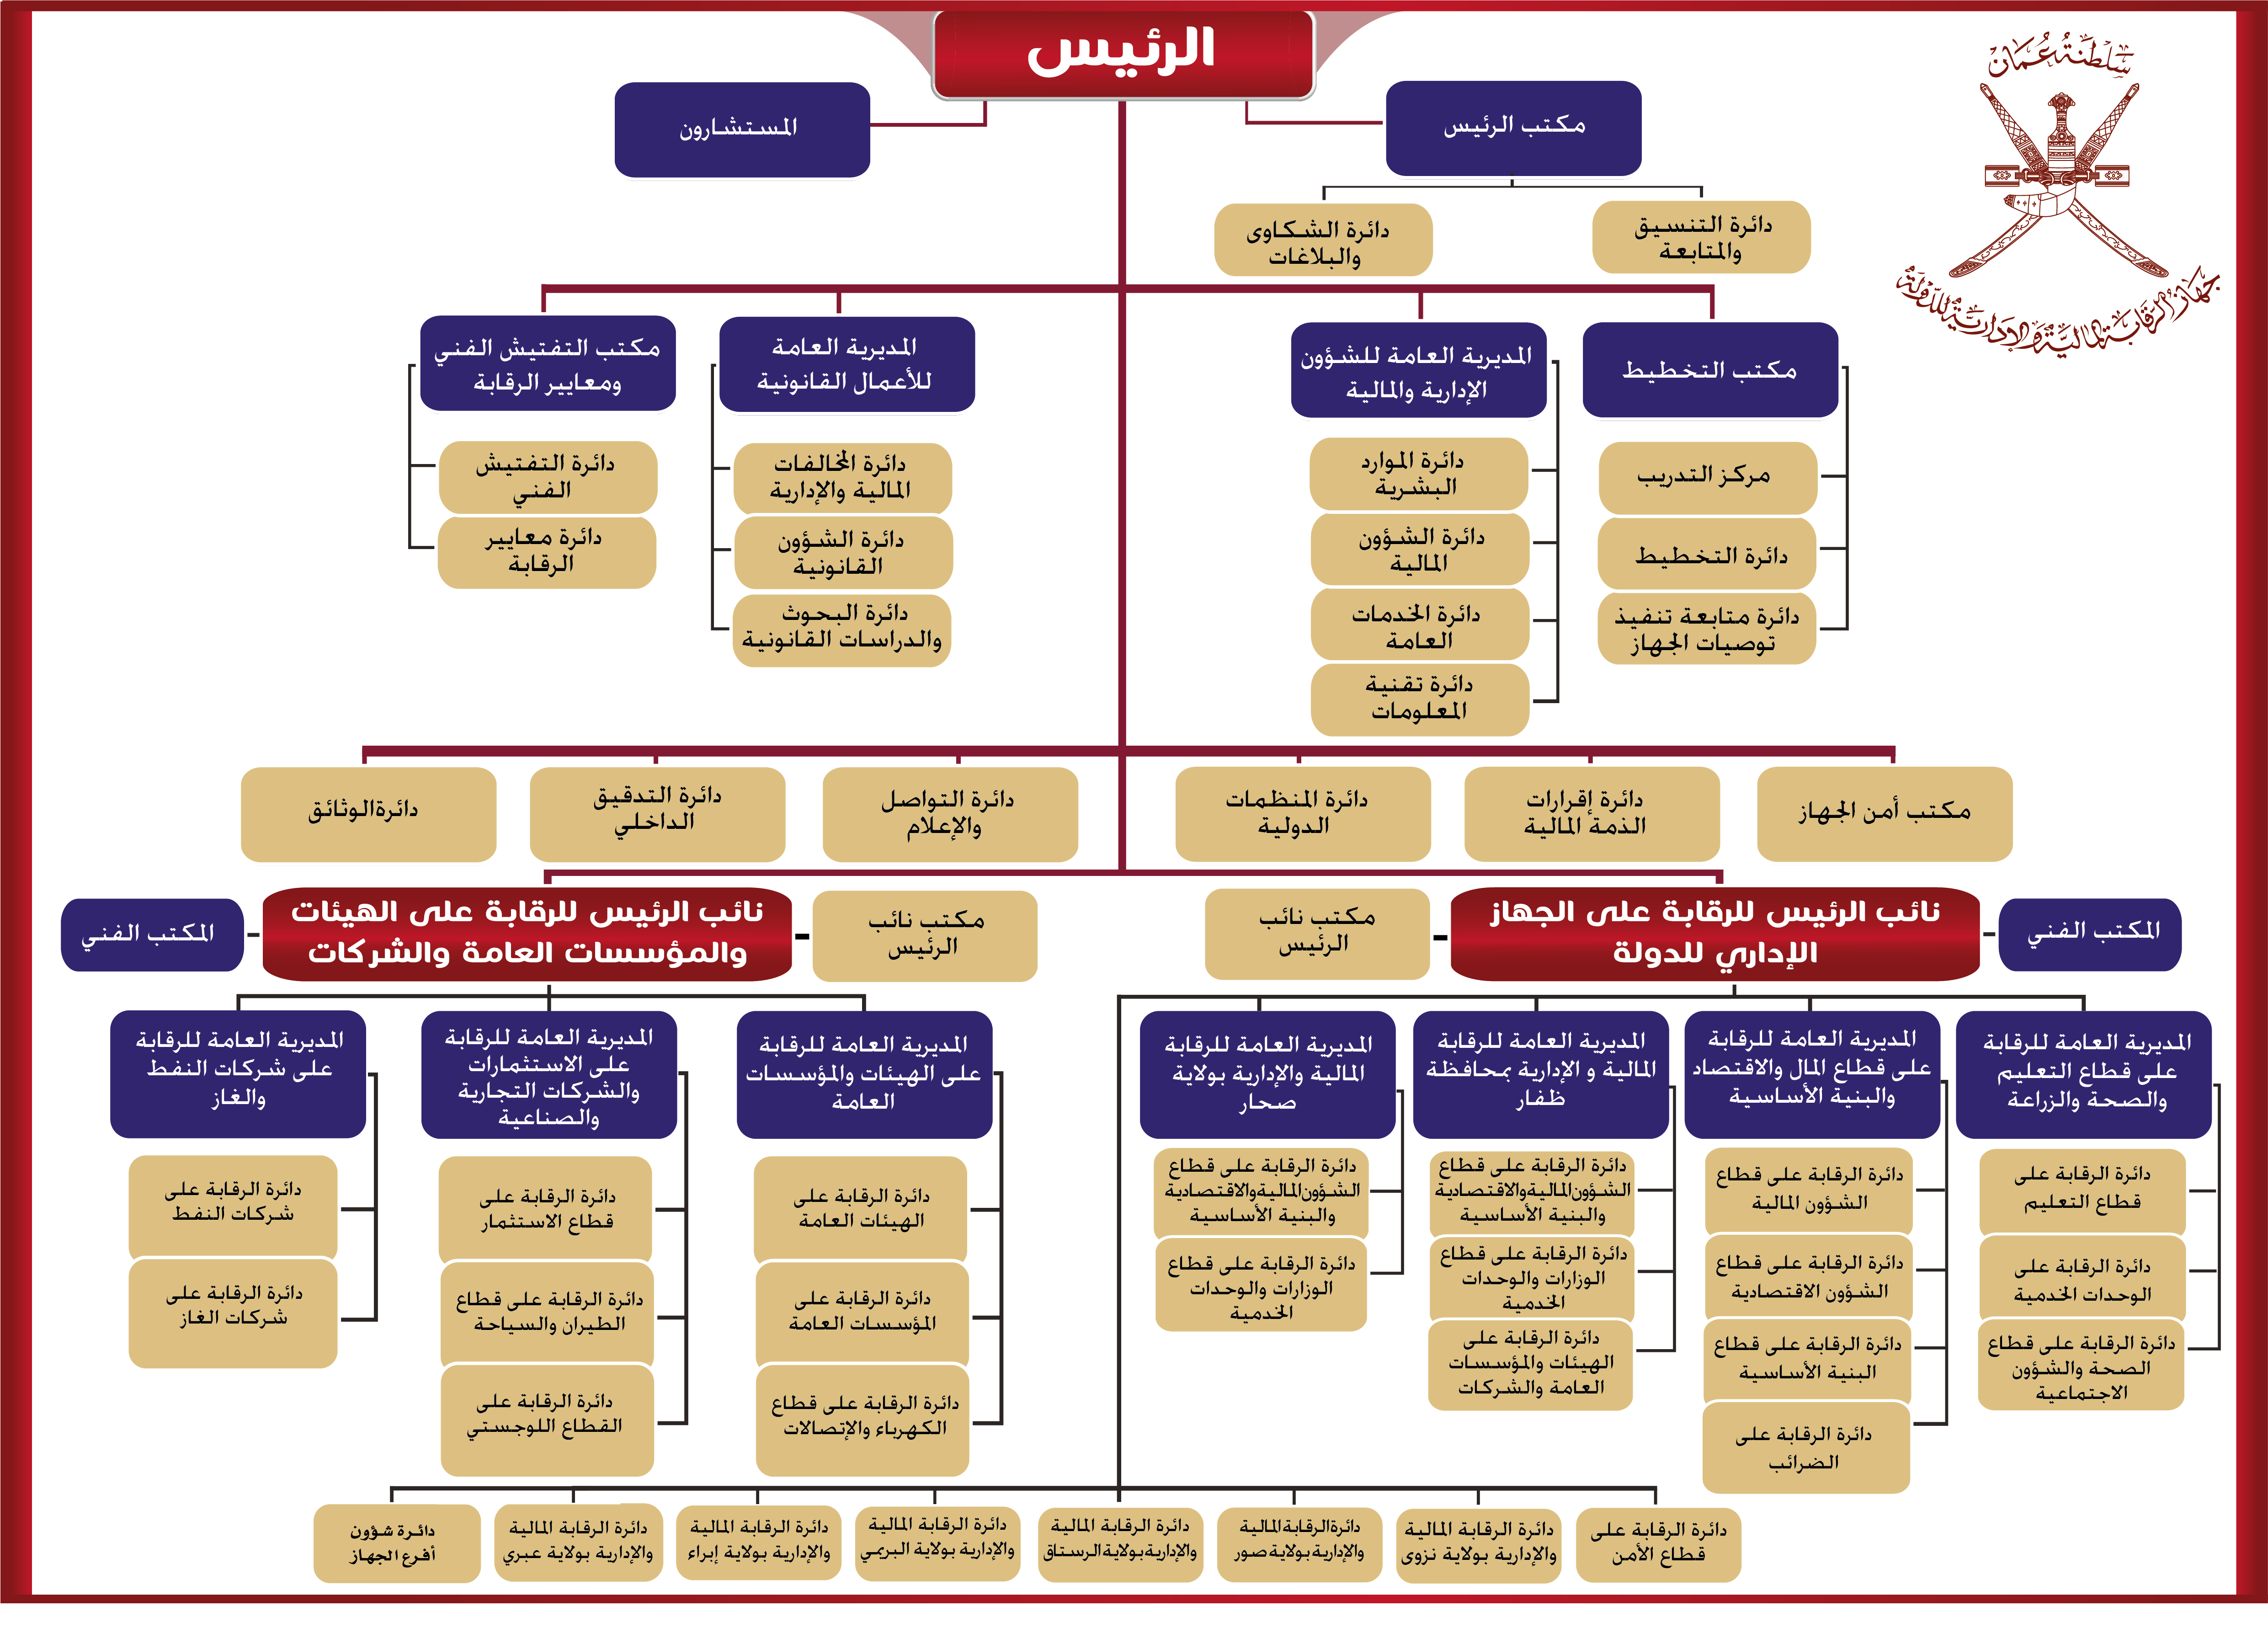 الرئيس
سلطنة عمان
جهاز الرقابة المالية والإدارية للدولة
مكتب الرئيس
المستشارون
دائرة التنسيق
والمتابعة
دائرة الشكاوى
والبلاغات
مكتب التخطيط
مركز التدريب
دائرة التخطيط
دائرة متابعة تنفيذ
توصيات الجهاز
المديرية العامة للشؤون
الإدارية والمالية
دائرة الموارد
البشرية
دائرة الشؤون
المالية
دائرة الخدمات
العامة
دائرة تقنية
المعلومات
المديرية العامة
للأعمال القانونية
دائرة المخالفات
المالية والإدارية
دائرة الشؤون
القانونية
دائرة البحوث
والدراسات القانونية
مكتب التفتيش الفني
ومعايير الرقابة
دائرة التفتيش
الفني
دائرة معايير
الرقابة
مكتب أمن الجهاز
دائرة إقرارات
الذمة المالية
دائرة المنظمات
الدولية
دائرة التواصل
والإعلام
دائرة التدقيق
الداخلي
دائرةالوثائق
المكتب الفني
نائب الرئيس للرقابة على الجهاز
الإداري للدولة
مكتب نائب
الرئيس
مكتب نائب
الرئيس
نائب الرئيس للرقابة على الهيئات
والمؤسسات العامة والشركات
المكتب الفني
المديرية العامة للرقابة
على قطاع التعليم
والصحة والزراعة
دائرة الرقابة على
قطاع التعليم
دائرة الرقابة على
الوحدات الخدمية
دائرة الرقابة على قطاع
الصحة والشؤون
الاجتماعية
المديرية العامة للرقابة
على قطاع المال والاقتصاد
والبنية الأساسية
دائرة الرقابة على قطاع
الشؤون المالية
دائرة الرقابة على قطاع
الشؤون الاقتصادية
دائرة الرقابة على قطاع
البنية الأساسية
دائرة الرقابة على
الضرائب
المديرية العامة للرقابة
المالية و الإدارية بمحافظة
ظفار
دائرة الرقابة على قطاع
الشؤون المالية والاقتصادية
والبنية الأساسية
دائرة الرقابة على قطاع
الوزارات والوحدات
الخدمية
دائرة الرقابة على
الهيئات والمؤسسات
العامة والشركات
المديرية العامة للرقابة
المالية والإدارية بولاية
صحار
دائرة الرقابة على قطاع
الشؤون المالية والاقتصادية
والبنية الأساسية
دائرة الرقابة على قطاع
الوزارات والوحدات
الخدمية
المديرية العامة للرقابة
على الهيئات والمؤسسات
العامة
دائرة الرقابة على
الهيئات العامة
دائرة الرقابة على
المؤسسات العامة
دائرة الرقابة على قطاع
الكهرباء والإتصالات
المديرية العامة للرقابة
على الاستثمارات
والشركات التجارية
والصناعية
دائرة الرقابة على
قطاع الاستثمار
دائرة الرقابة على قطاع
الطيران والسياحة
دائرة الرقابة على
القطاع اللوجستي
المديرية العامة للرقابة
على شركات النفط
والغاز
دائرة الرقابة على
شركات النفط
دائرة الرقابة على
شركات الغاز
دائرة الرقابة على
قطاع الأمن
دائرة الرقابة المالية
والإدارية بولاية نزوى
دائرة الرقابة المالية
والإدارية بولاية صور
دائرة الرقابة المالية
والإدارية بولاية الرستاق
دائرة الرقابة المالية
والإدارية بولاية البريمي
دائرة الرقابة المالية
والإدارية بولاية إبراء
دائرة الرقابة المالية
والإدارية بولاية عبري
دائرة شؤون
أفرع الجهاز